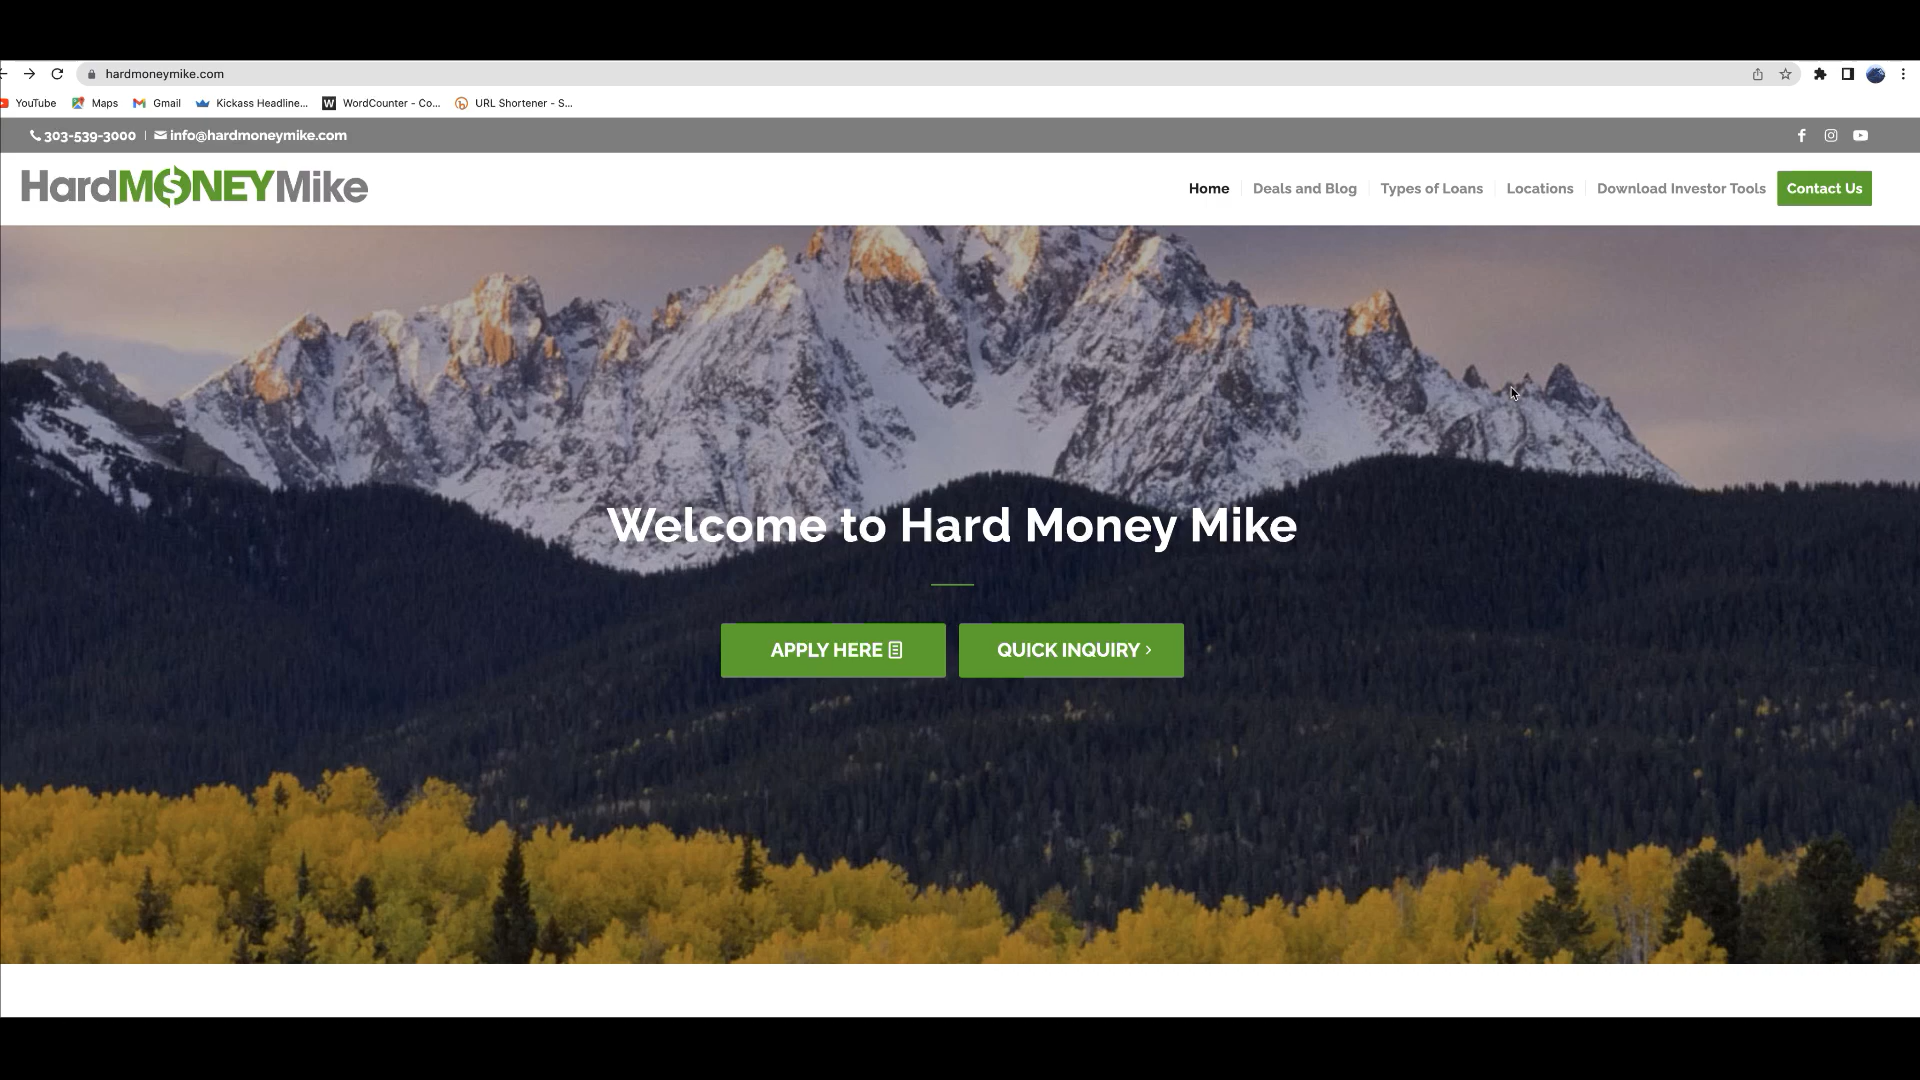 hardmoneymike.com
YouTube Maps Gmail Kickass Headline... WordCounter - Co... URL Shortener - S...
303-539-3000 info@hardmoneymike.com
HardMONEYMike
Home Deals and Blog Types of Loans Locations Download Investor Tools Contact Us
Welcome to Hard Money Mike
APPLY HERE QUICK INQUIRY ›